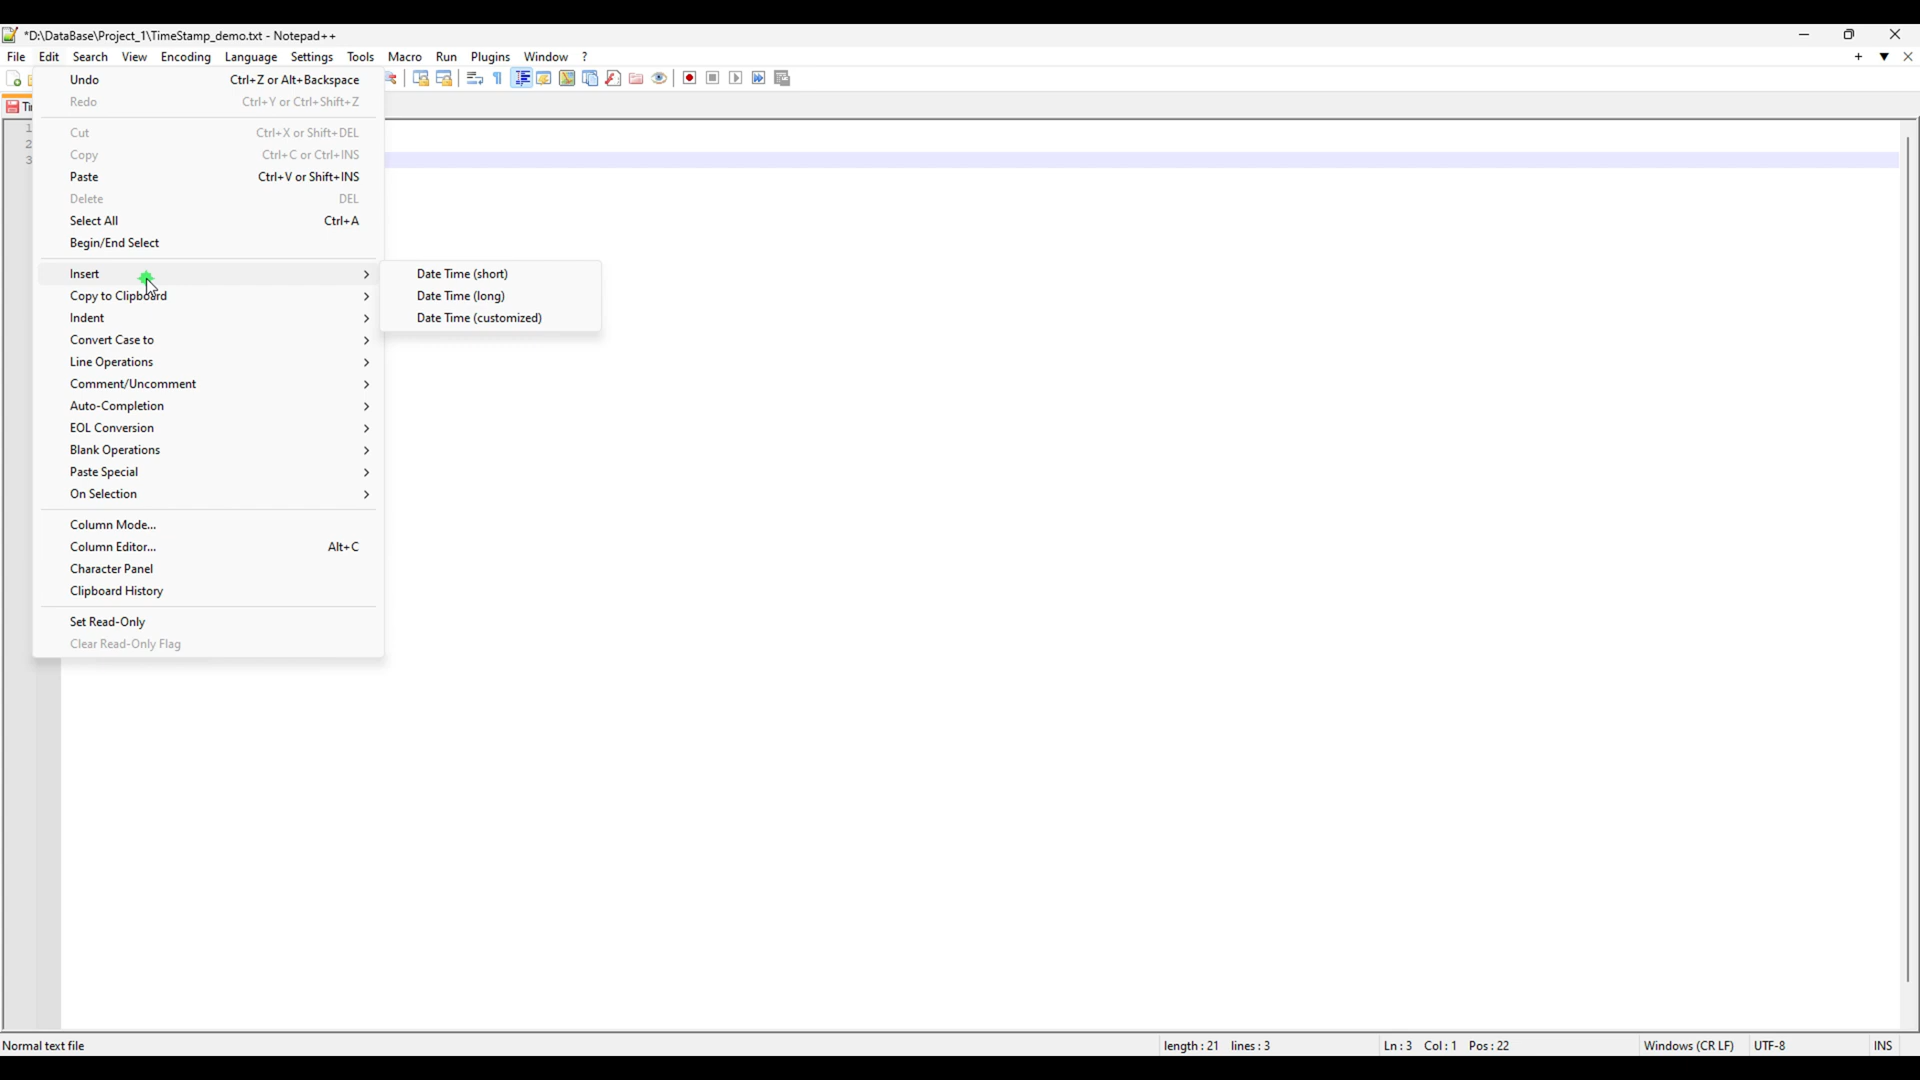 *D:\DataBase\Project_1\TimeStamp_demo.txt - Notepad++
File Edit Search View Encoding Language Settings Tools Macro Run Plugins Window ?
+ ▼ ✕
Undo Ctrl+Z or Alt+Backspace
Redo Ctrl+Y or Ctrl+Shift+Z
Cut Ctrl+X or Shift+DEL
Copy Ctrl+C or Ctrl+INS
Paste Ctrl+V or Shift+INS
Delete DEL
Select All Ctrl+A
Begin/End Select
Insert
Copy to Clipboard
Indent
Convert Case to
Line Operations
Comment/Uncomment
Auto-Completion
EOL Conversion
Blank Operations
Paste Special
On Selection
Column Mode...
Column Editor... Alt+C
Character Panel
Clipboard History
Set Read-Only
Clear Read-Only Flag
Date Time (short)
Date Time (long)
Date Time (customized)
1
2
3
Normal text file length : 21 lines : 3 Ln : 3 Col : 1 Pos : 22 Windows (CR LF) UTF-8 INS